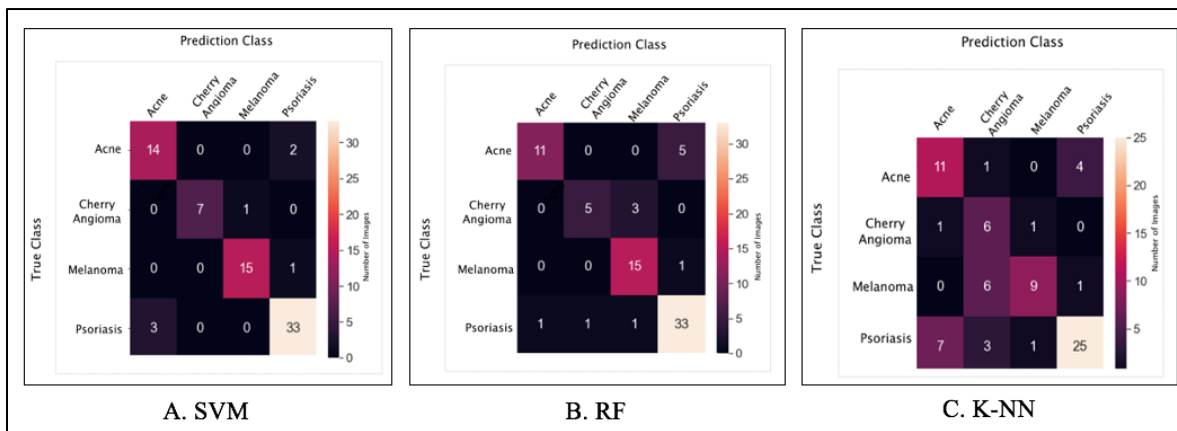 Prediction Class
Acne
Cherry
Angioma
Melanoma
Psoriasis
True Class
Acne 14 0 0 2
Cherry
Angioma 0 7 1 0
Melanoma 0 0 15 1
Psoriasis 3 0 0 33
30
25
20
15
10
5
0
Number of Images
A. SVM
Prediction Class
Acne
Cherry
Angioma
Melanoma
Psoriasis
True Class
Acne 11 0 0 5
Cherry
Angioma 0 5 3 0
Melanoma 0 0 15 1
Psoriasis 1 1 1 33
30
25
20
15
10
5
0
Number of Images
B. RF
Prediction Class
Acne
Cherry
Angioma
Melanoma
Psoriasis
True Class
Acne 11 1 0 4
Cherry
Angioma 1 6 1 0
Melanoma 0 6 9 1
Psoriasis 7 3 1 25
25
20
15
10
5
Number of Images
C. K-NN